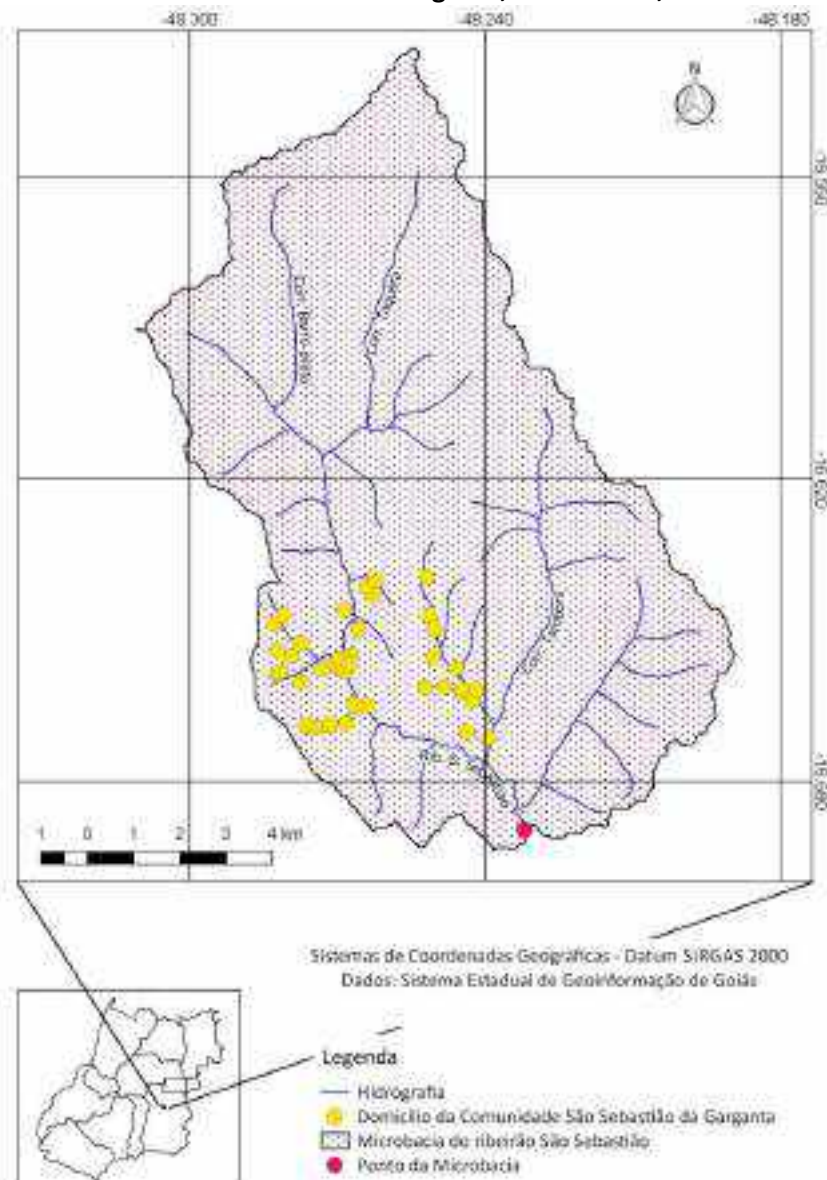 -48.300 -48.240 -48.180
N
-16.620
-16.680
1 0 1 2 3 4 km
Sistemas de Coordenadas Geográficas - Datum SIRGAS 2000
Dados: Sistema Estadual de Geoinformação de Goiás
Legenda
Hidrografia
Domicílio da Comunidade São Sebastião da Garganta
Microbacia do ribeirão São Sebastião
Ponto da Microbacia